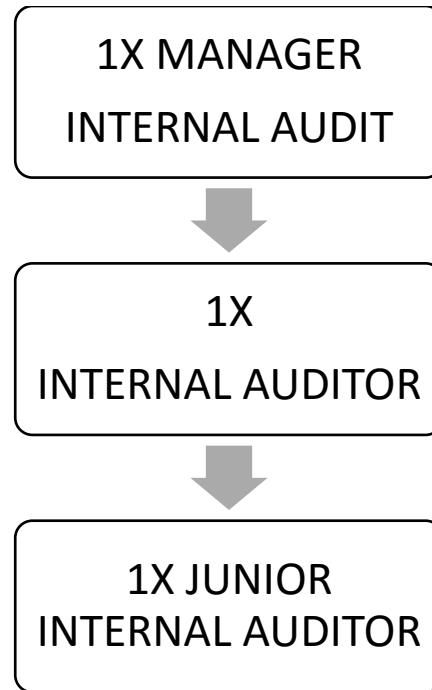 1X MANAGER
INTERNAL AUDIT
1X
INTERNAL AUDITOR
1X JUNIOR
INTERNAL AUDITOR